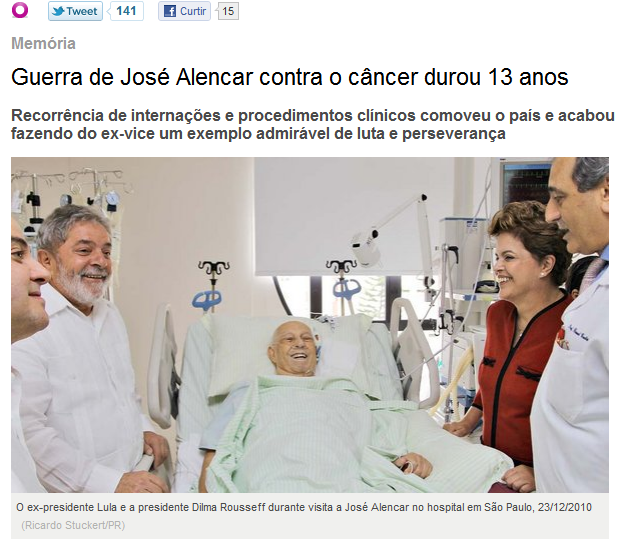 Tweet 141 Curtir 15
Memória
Guerra de José Alencar contra o câncer durou 13 anos
Recorrência de internações e procedimentos clínicos comoveu o país e acabou
fazendo do ex-vice um exemplo admirável de luta e perseverança
O ex-presidente Lula e a presidente Dilma Rousseff durante visita a José Alencar no hospital em São Paulo, 23/12/2010
(Ricardo Stuckert/PR)